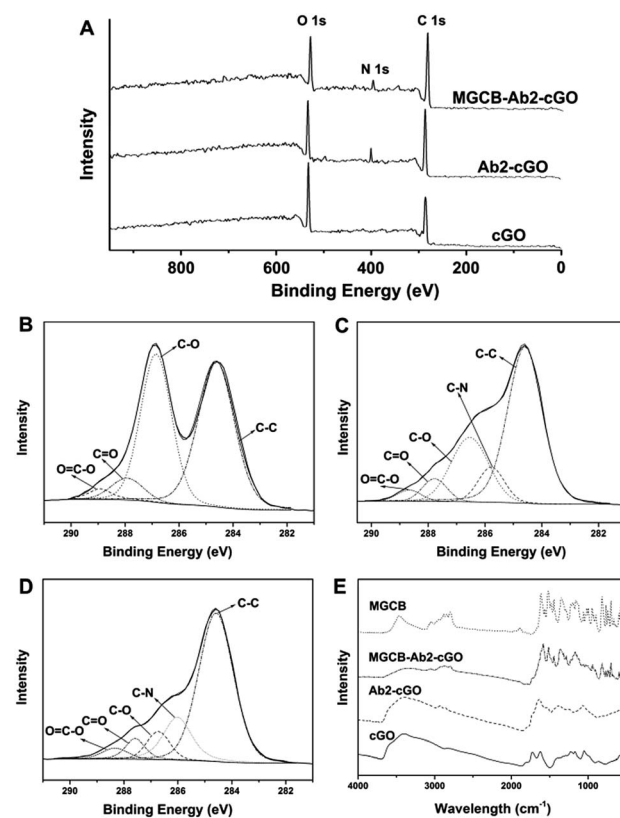 A
O 1s
C 1s
N 1s
MGCB-Ab2-cGO
Ab2-cGO
cGO
Intensity
800
600
400
200
0
Binding Energy (eV)
B
C-O
C-C
C=O
O=C-O
Intensity
290
288
286
284
282
Binding Energy (eV)
C
C-C
C-N
C-O
C=O
O=C-O
Intensity
290
288
286
284
282
Binding Energy (eV)
D
C-C
C-N
C-O
C=O
O=C-O
Intensity
290
288
286
284
282
Binding Energy (eV)
E
MGCB
MGCB-Ab2-cGO
Ab2-cGO
cGO
Intensity
4000
3000
2000
1000
Wavelength (cm⁻¹)